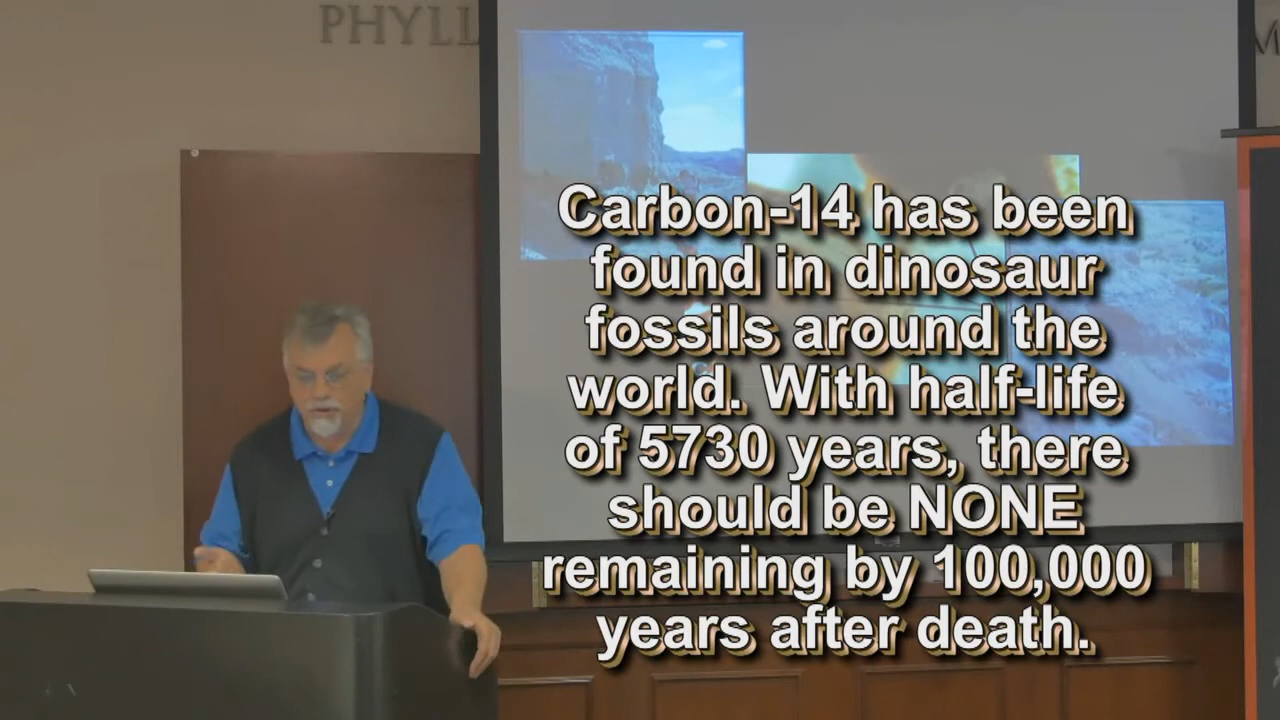 PHYLL
Carbon-14 has been
found in dinosaur
fossils around the
world. With half-life
of 5730 years, there
should be NONE
remaining by 100,000
years after death.